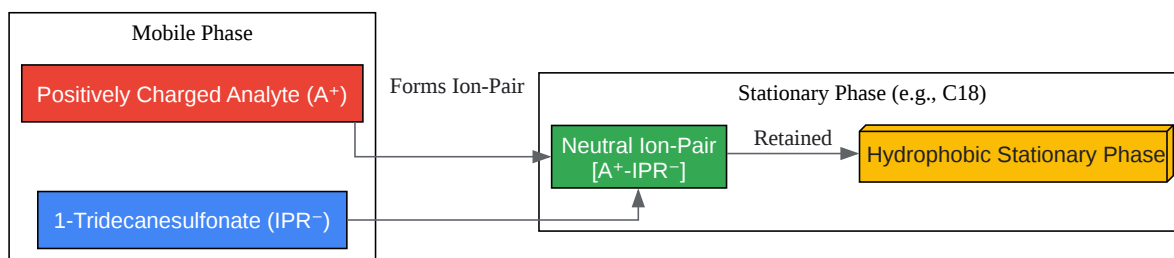 Mobile Phase
Positively Charged Analyte (A⁺)
1-Tridecanesulfonate (IPR⁻)
Forms Ion-Pair
Stationary Phase (e.g., C18)
Neutral Ion-Pair
[A⁺-IPR⁻]
Retained
Hydrophobic Stationary Phase